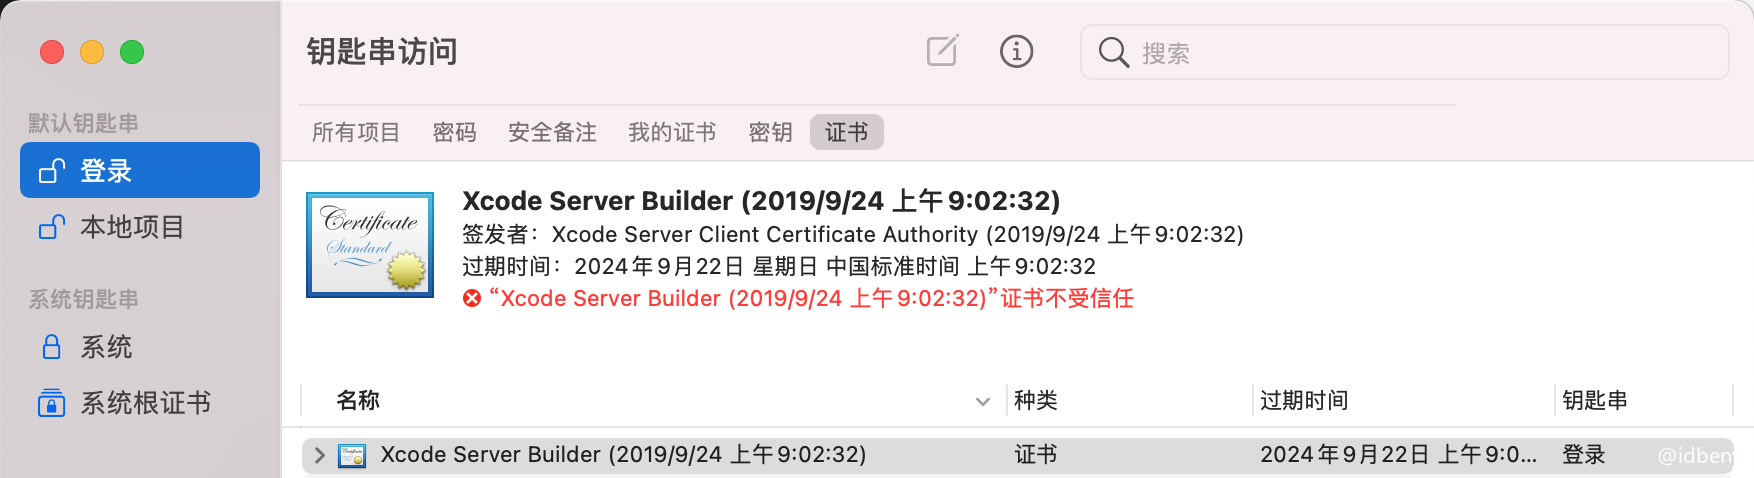 钥匙串访问
搜索
默认钥匙串
登录
本地项目
系统钥匙串
系统
系统根证书
所有项目 密码 安全备注 我的证书 密钥 证书
Certificate
Standard
Xcode Server Builder (2019/9/24 上午9:02:32)
签发者：Xcode Server Client Certificate Authority (2019/9/24 上午9:02:32)
过期时间：2024年9月22日 星期日 中国标准时间 上午9:02:32
“Xcode Server Builder (2019/9/24 上午9:02:32)”证书不受信任
名称 种类 过期时间 钥匙串
Xcode Server Builder (2019/9/24 上午9:02:32) 证书 2024年9月22日 上午9:0... 登录